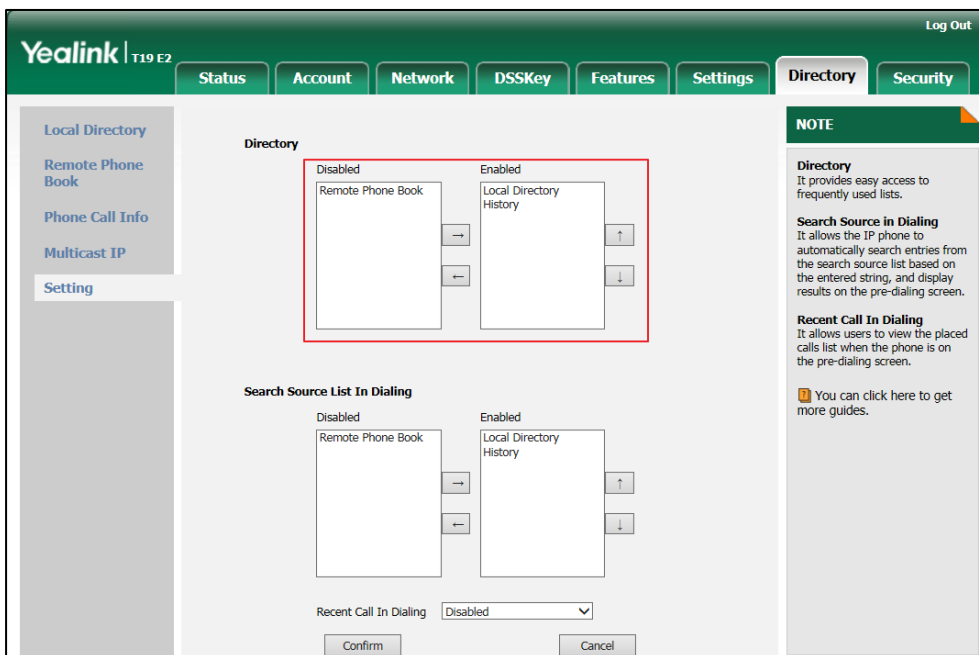 Log Out
Yealink T19 E2
Status Account Network DSSKey Features Settings Directory Security
Local Directory
Remote Phone
Book
Phone Call Info
Multicast IP
Setting
Directory
Disabled Enabled
Remote Phone Book
Local Directory
History
→ ↑
← ↓
Search Source List In Dialing
Disabled Enabled
Remote Phone Book
Local Directory
History
→ ↑
← ↓
Recent Call In Dialing Disabled
Confirm Cancel
NOTE
Directory
It provides easy access to
frequently used lists.
Search Source in Dialing
It allows the IP phone to
automatically search entries from
the search source list based on
the entered string, and display
results on the pre-dialing screen.
Recent Call In Dialing
It allows users to view the placed
calls list when the phone is on
the pre-dialing screen.
? You can click here to get
more guides.